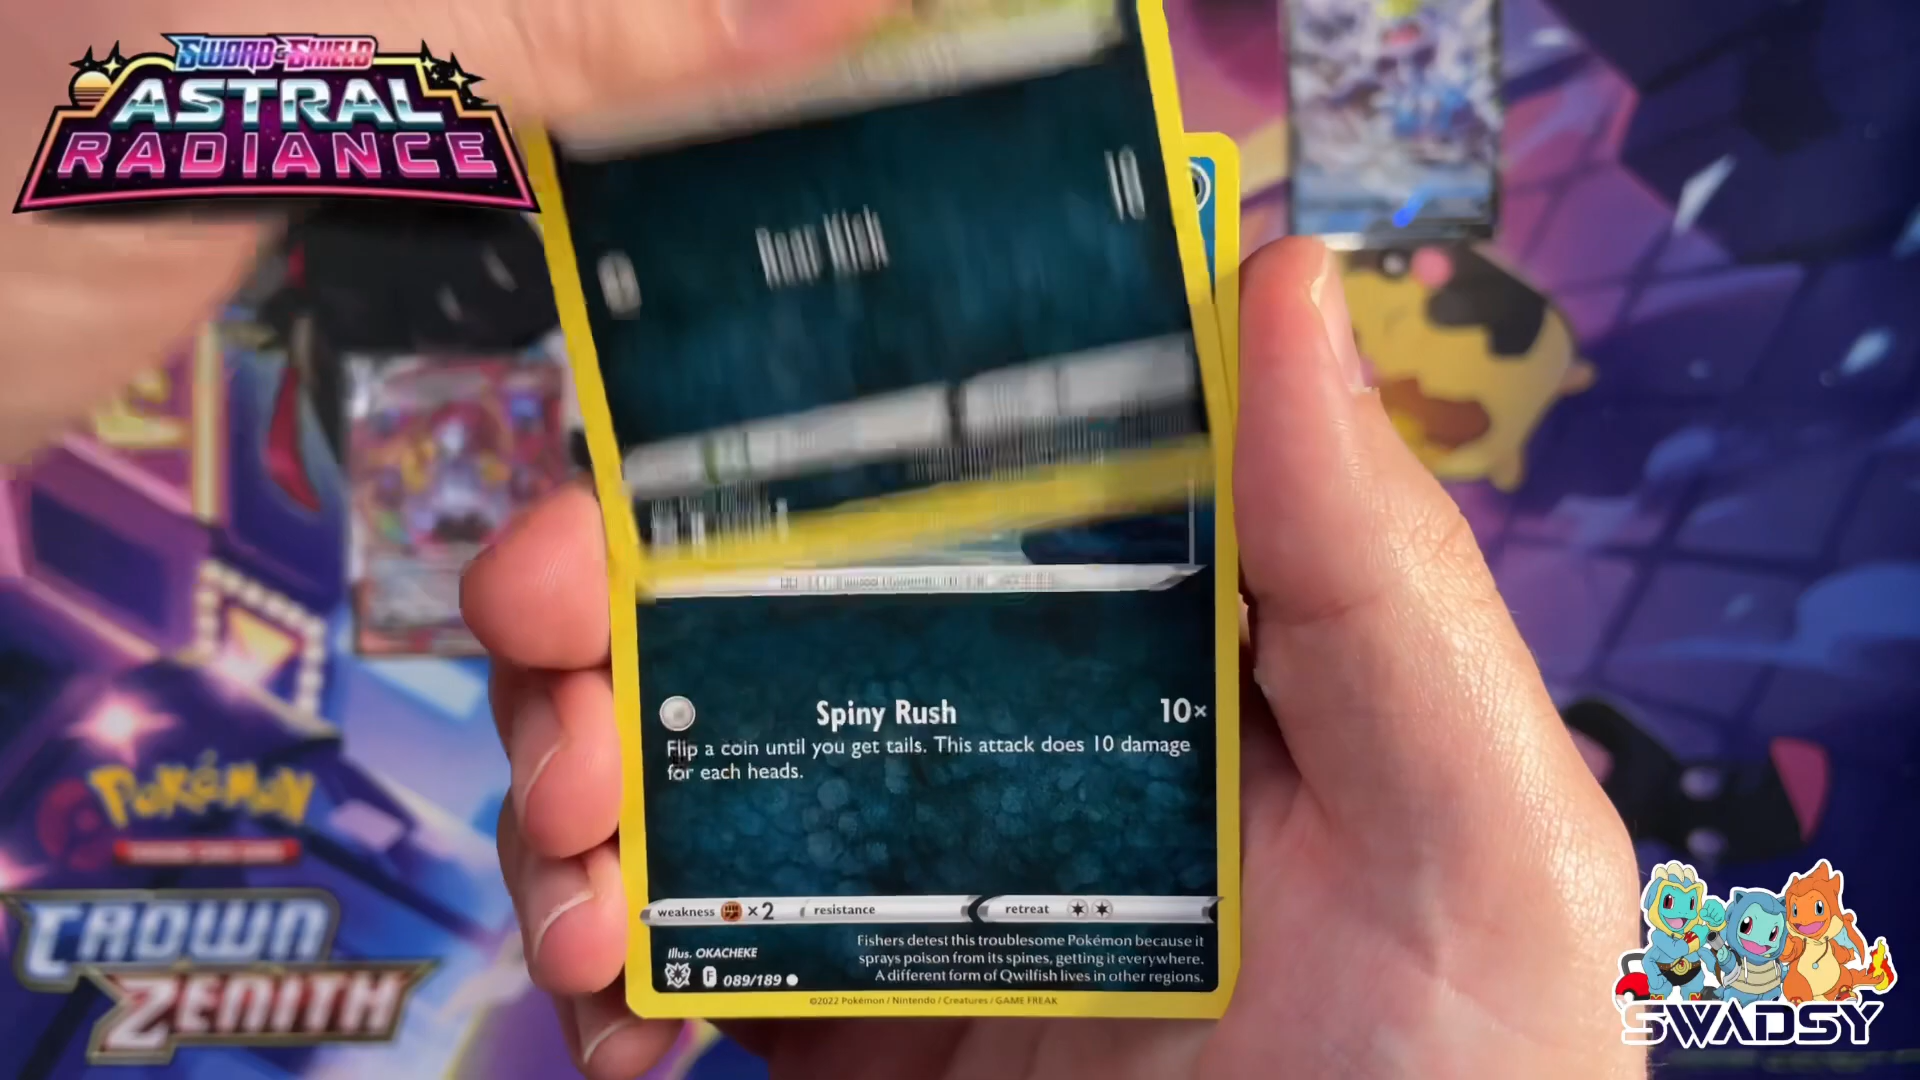 SWORD & SHIELD
ASTRAL
RADIANCE
10
Rear Kick
Spiny Rush 10×
Flip a coin until you get tails. This attack does 10 damage
for each heads.
weakness ×2 resistance retreat
Illus. OKACHEKE
Fishers detest this troublesome Pokémon because it
sprays poison from its spines, getting it everywhere.
A different form of Qwilfish lives in other regions.
F 089/189
©2022 Pokémon / Nintendo / Creatures / GAME FREAK
POKéMON
CROWN
ZENITH
SWADSY